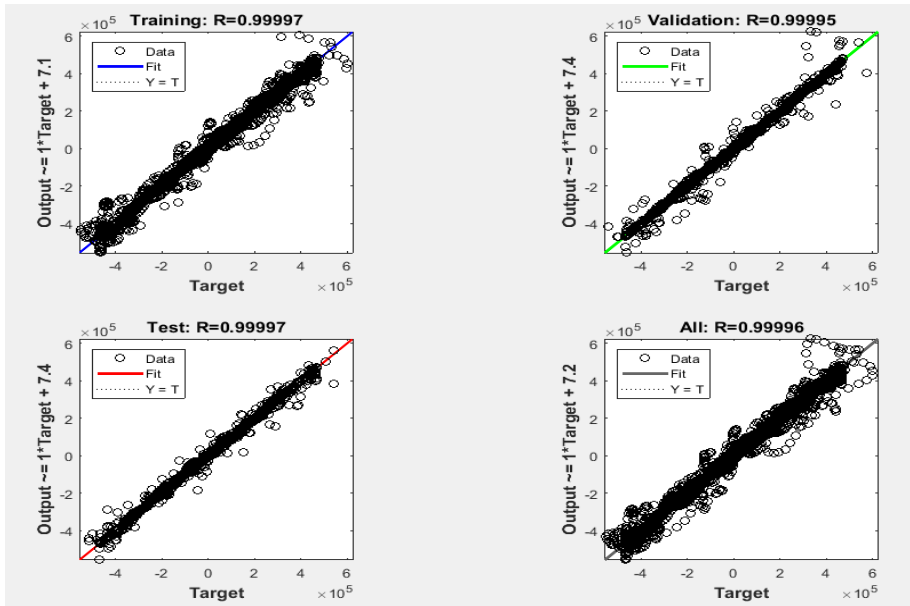 Training: R=0.99997
×10^5
6
4
2
0
-2
-4
Output ~= 1*Target + 7.1
Data
Fit
Y = T
-4 -2 0 2 4 6
Target
×10^5
Validation: R=0.99995
×10^5
6
4
2
0
-2
-4
Output ~= 1*Target + 7.4
Data
Fit
Y = T
-4 -2 0 2 4 6
Target
×10^5
Test: R=0.99997
×10^5
6
4
2
0
-2
-4
Output ~= 1*Target + 7.4
Data
Fit
Y = T
-4 -2 0 2 4 6
Target
×10^5
All: R=0.99996
×10^5
6
4
2
0
-2
-4
Output ~= 1*Target + 7.2
Data
Fit
Y = T
-4 -2 0 2 4 6
Target
×10^5